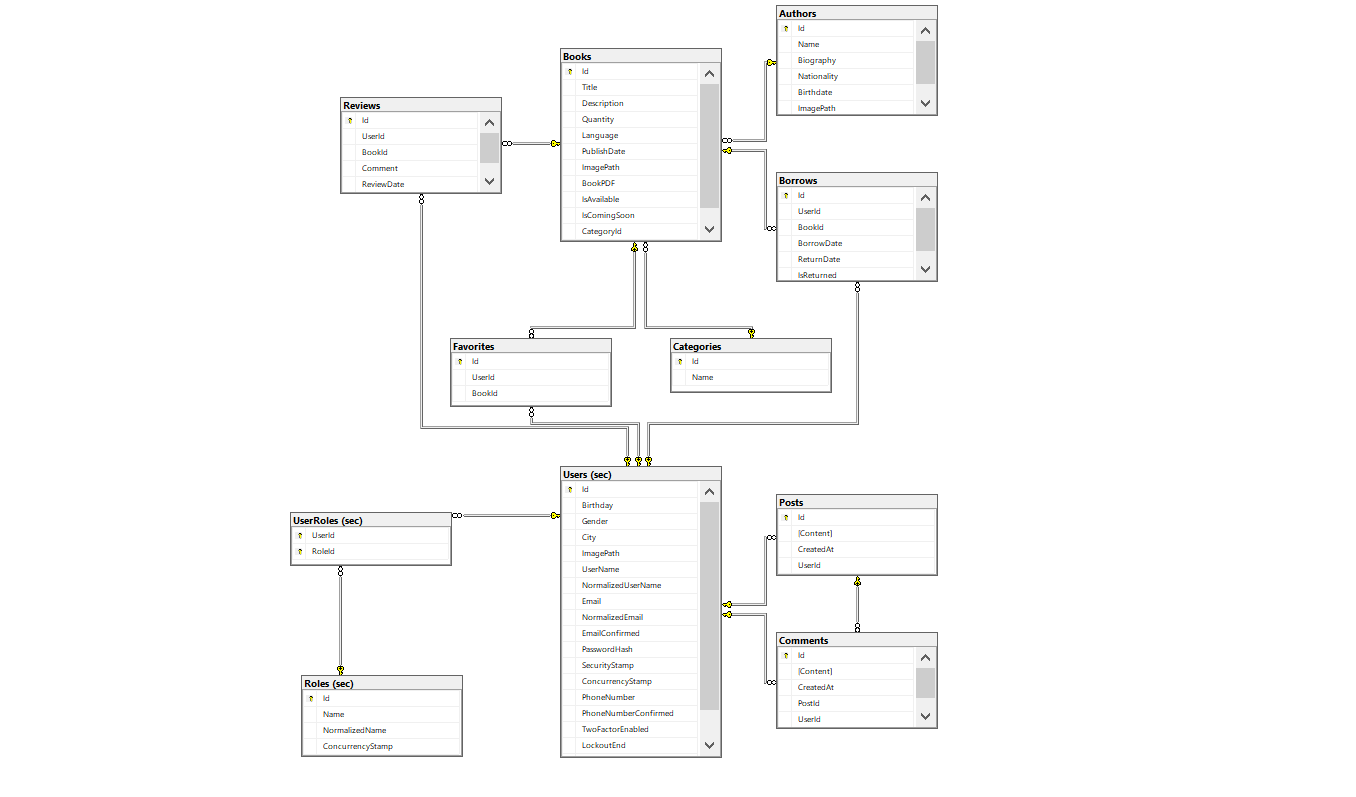 Authors
Id
Name
Biography
Nationality
Birthdate
ImagePath
Books
Id
Title
Description
Quantity
Language
PublishDate
ImagePath
BookPDF
IsAvailable
IsComingSoon
CategoryId
Reviews
Id
UserId
BookId
Comment
ReviewDate
Borrows
Id
UserId
BookId
BorrowDate
ReturnDate
IsReturned
Favorites
Id
UserId
BookId
Categories
Id
Name
Users (sec)
Id
Birthday
Gender
City
ImagePath
UserName
NormalizedUserName
Email
NormalizedEmail
EmailConfirmed
PasswordHash
SecurityStamp
ConcurrencyStamp
PhoneNumber
PhoneNumberConfirmed
TwoFactorEnabled
LockoutEnd
UserRoles (sec)
UserId
RoleId
Posts
Id
[Content]
CreatedAt
UserId
Comments
Id
[Content]
CreatedAt
PostId
UserId
Roles (sec)
Id
Name
NormalizedName
ConcurrencyStamp